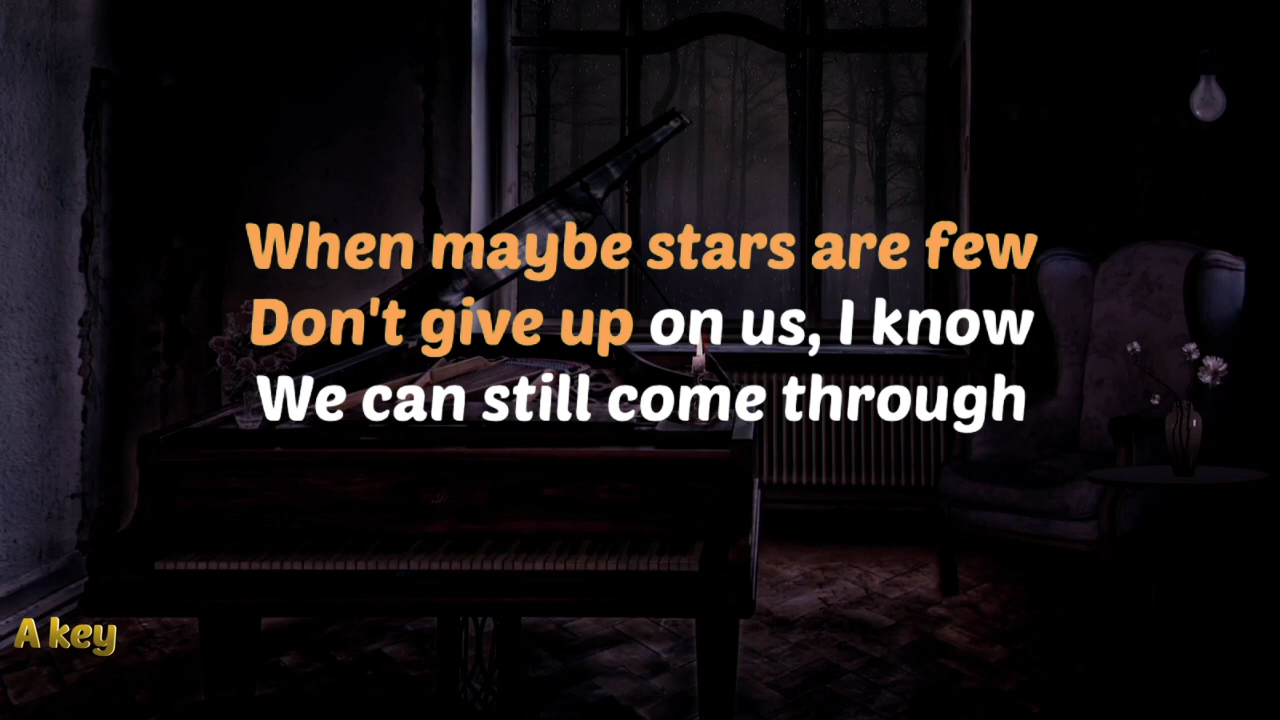 When maybe stars are few
Don't give up on us, I know
We can still come through
A key